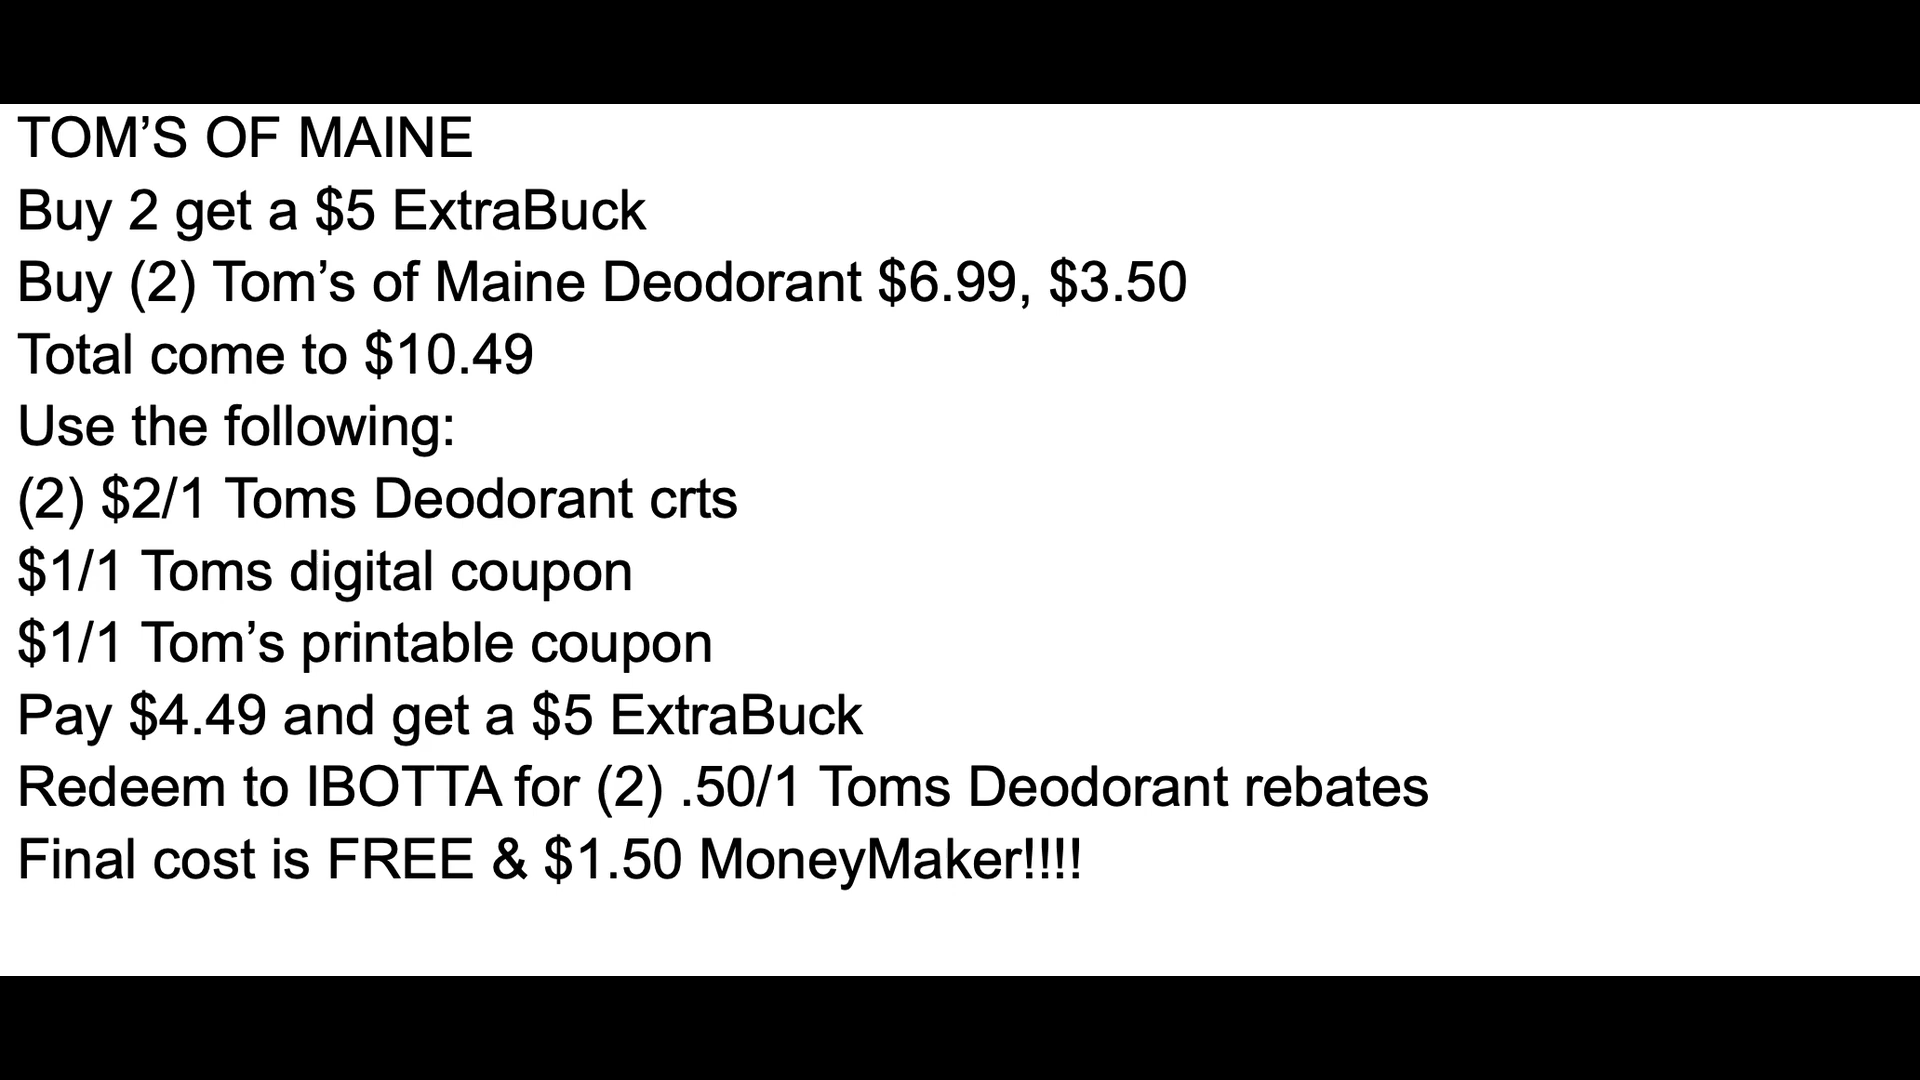 TOM’S OF MAINE
Buy 2 get a $5 ExtraBuck
Buy (2) Tom’s of Maine Deodorant $6.99, $3.50
Total come to $10.49
Use the following:
(2) $2/1 Toms Deodorant crts
$1/1 Toms digital coupon
$1/1 Tom’s printable coupon
Pay $4.49 and get a $5 ExtraBuck
Redeem to IBOTTA for (2) .50/1 Toms Deodorant rebates
Final cost is FREE & $1.50 MoneyMaker!!!!